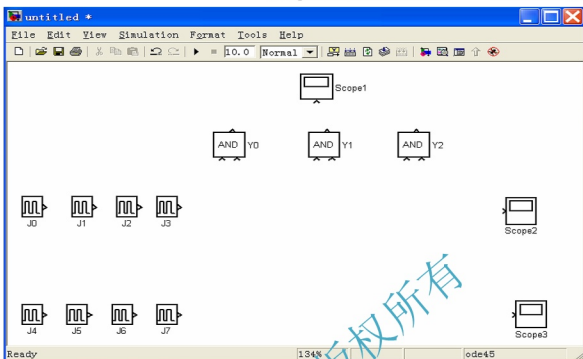 untitled *
File Edit View Simulation Format Tools Help
10.0 Normal
Scope1
AND Y0 AND Y1 AND Y2
J0 J1 J2 J3
Scope2
J4 J5 J6 J7
Scope3
权所有
Ready 134% ode45